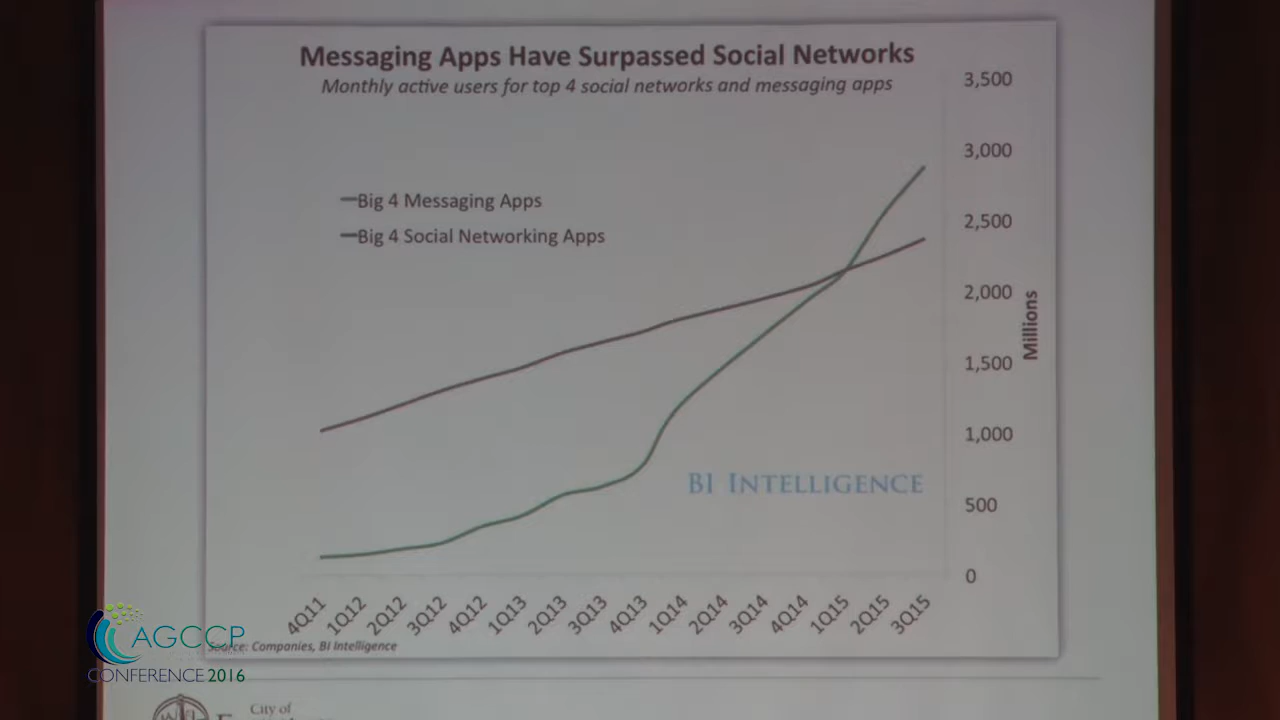 Messaging Apps Have Surpassed Social Networks
Monthly active users for top 4 social networks and messaging apps
3,500
3,000
2,500
2,000
1,500
1,000
500
0
Millions
Big 4 Messaging Apps
Big 4 Social Networking Apps
BI INTELLIGENCE
4Q11
1Q12
2Q12
3Q12
4Q12
1Q13
2Q13
3Q13
4Q13
1Q14
2Q14
3Q14
4Q14
1Q15
2Q15
3Q15
Source: Companies, BI Intelligence
AGCCP
CONFERENCE 2016
City of